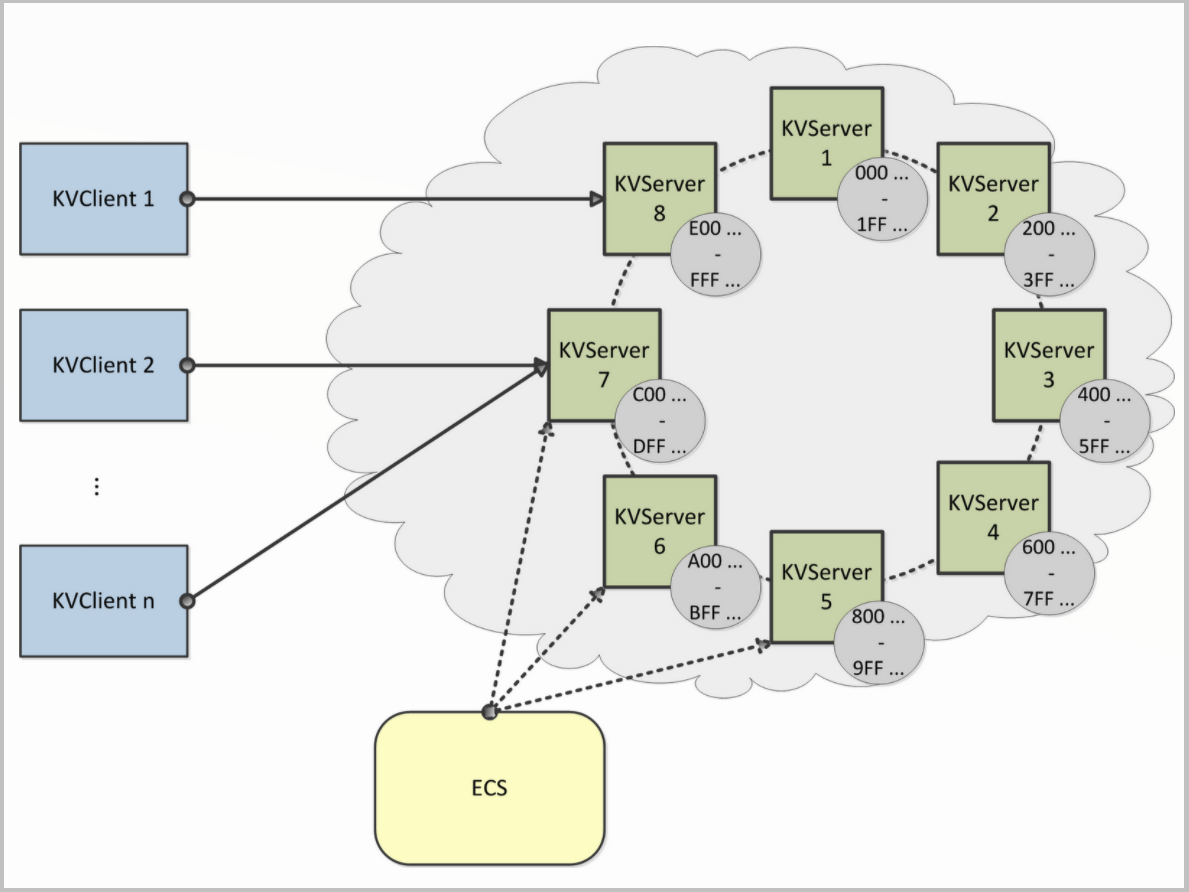 KVClient 1
KVClient 2
⋮
KVClient n
KVServer
1
000 ...
-
1FF ...
KVServer
2
200 ...
-
3FF ...
KVServer
3
400 ...
-
5FF ...
KVServer
4
600 ...
-
7FF ...
KVServer
5
800 ...
-
9FF ...
KVServer
6
A00 ...
-
BFF ...
KVServer
7
C00 ...
-
DFF ...
KVServer
8
E00 ...
-
FFF ...
ECS